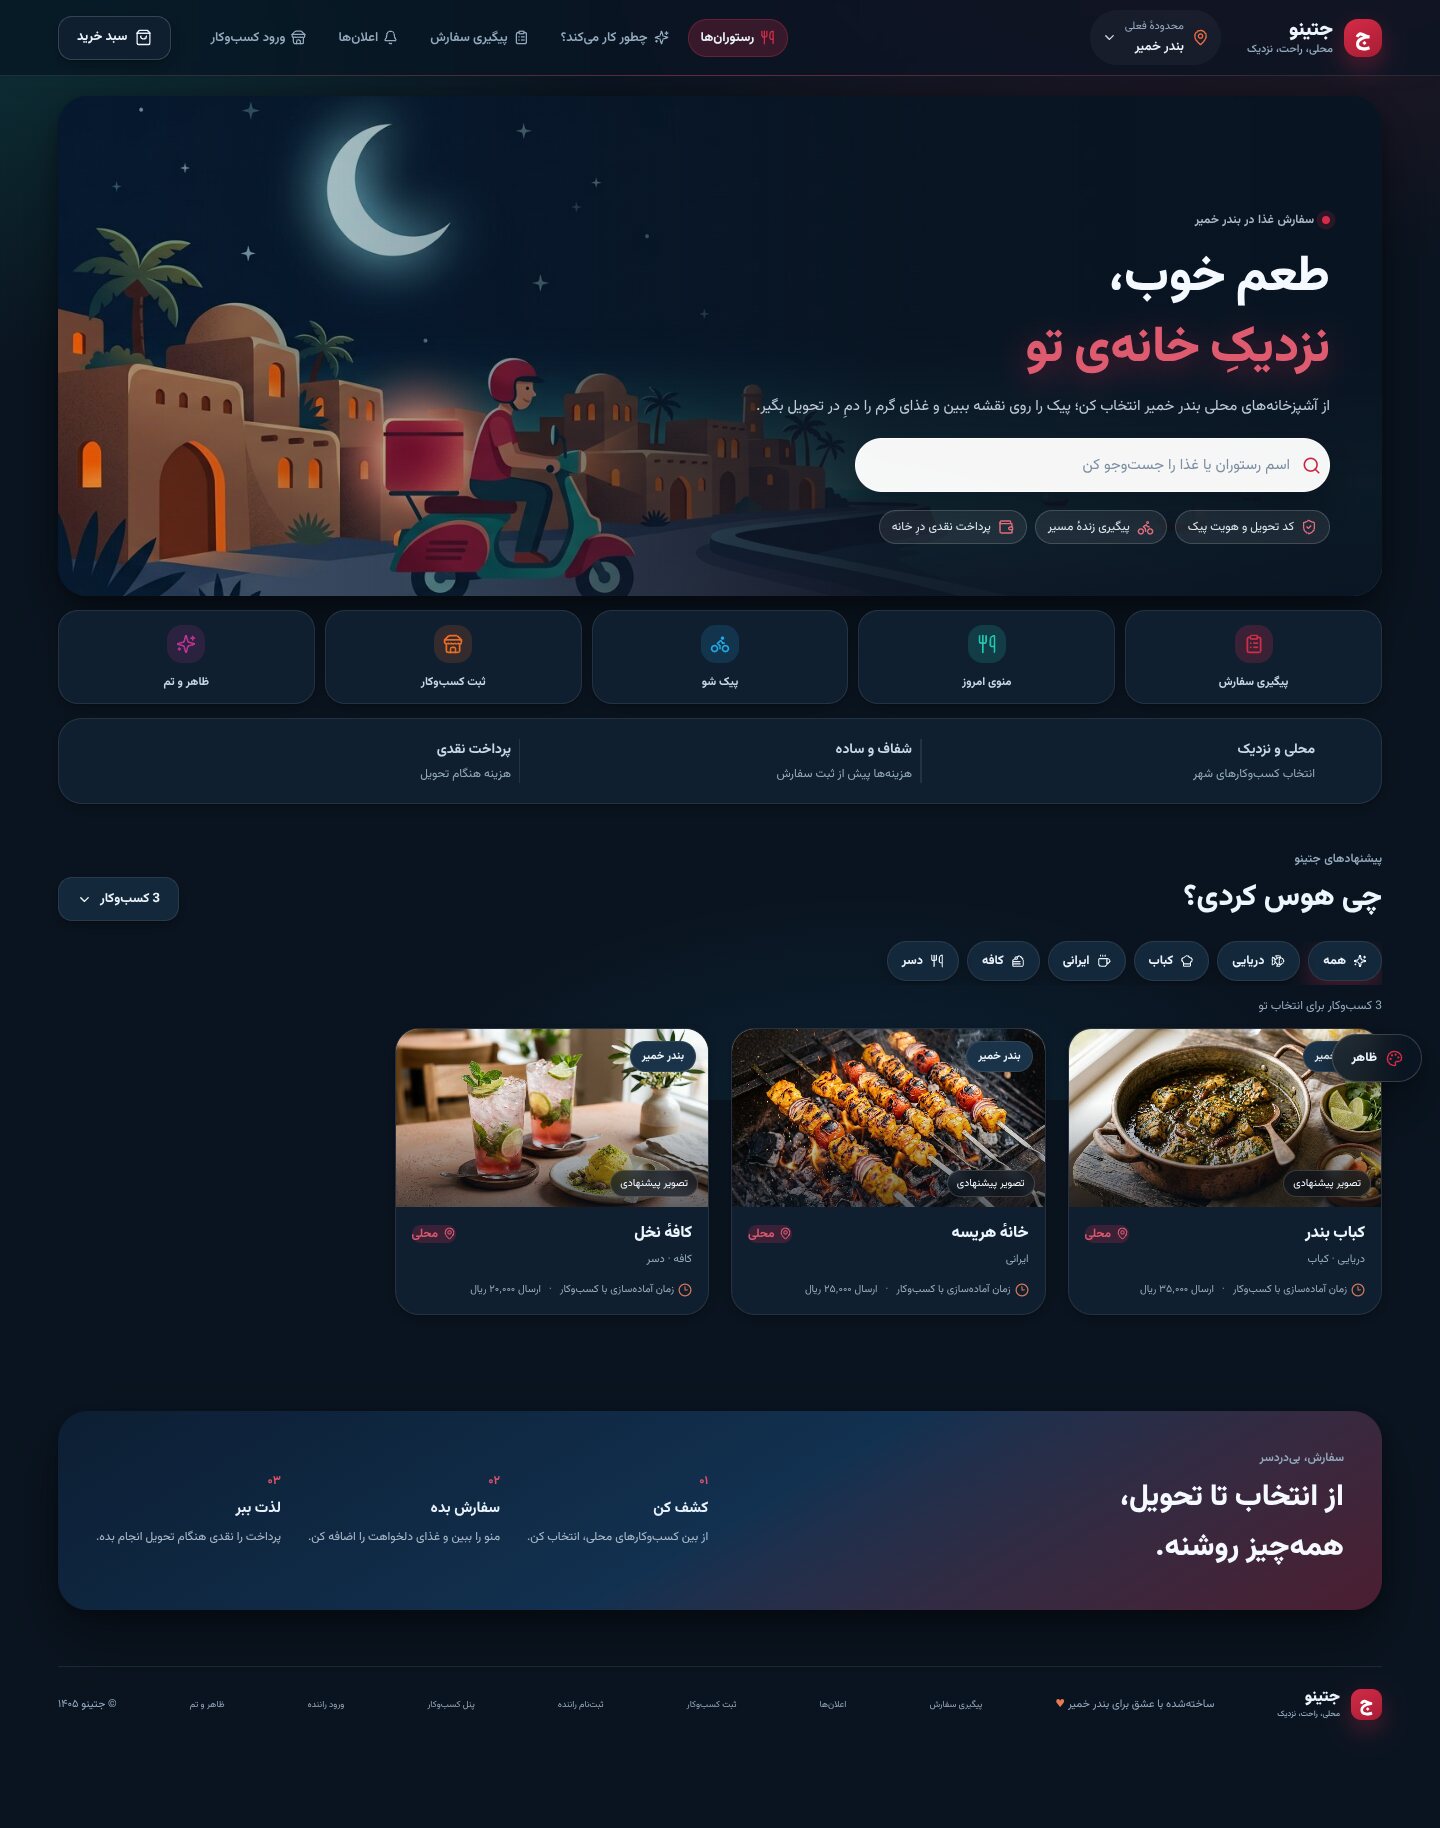 ج
جتینو
محلی، راحت، نزدیک
محدودهٔ فعلی
بندر خمیر
رستوران‌ها
چطور کار می‌کند؟
پیگیری سفارش
اعلان‌ها
ورود کسب‌وکار
سبد خرید
سفارش غذا در بندر خمیر
طعم خوب،
نزدیکِ خانه‌ی تو
از آشپزخانه‌های محلی بندر خمیر انتخاب کن؛ پیک را روی نقشه ببین و غذای گرم را دمِ در تحویل بگیر.
اسم رستوران یا غذا را جست‌وجو کن
کد تحویل و هویت پیک
پیگیری زندهٔ مسیر
پرداخت نقدی درِ خانه
پیگیری سفارش
منوی امروز
پیک شو
ثبت کسب‌وکار
ظاهر و تم
محلی و نزدیک
انتخاب کسب‌وکارهای شهر
شفاف و ساده
هزینه‌ها پیش از ثبت سفارش
پرداخت نقدی
هزینه هنگام تحویل
پیشنهادهای جتینو
چی هوس کردی؟
3 کسب‌وکار
همه
دریایی
کباب
ایرانی
کافه
دسر
3 کسب‌وکار برای انتخاب تو
ظاهر
تصویر پیشنهادی
کباب بندر
محلی
دریایی · کباب
زمان آماده‌سازی با کسب‌وکار · ارسال ۳۵,۰۰۰ ریال
بندر خمیر
تصویر پیشنهادی
خانهٔ هریسه
محلی
ایرانی
زمان آماده‌سازی با کسب‌وکار · ارسال ۲۵,۰۰۰ ریال
بندر خمیر
تصویر پیشنهادی
کافهٔ نخل
محلی
کافه · دسر
زمان آماده‌سازی با کسب‌وکار · ارسال ۲۰,۰۰۰ ریال
سفارش، بی‌دردسر
از انتخاب تا تحویل،
همه‌چیز روشنه.
۰۱
کشف کن
از بین کسب‌وکارهای محلی، انتخاب کن.
۰۲
سفارش بده
منو را ببین و غذای دلخواهت را اضافه کن.
۰۳
لذت ببر
پرداخت را نقدی هنگام تحویل انجام بده.
ج
جتینو
محلی، راحت، نزدیک
ساخته‌شده با عشق برای بندر خمیر ♥
پیگیری سفارش
اعلان‌ها
ثبت کسب‌وکار
ثبت‌نام راننده
پنل کسب‌وکار
ورود راننده
ظاهر و تم
© جتینو ۱۴۰۵